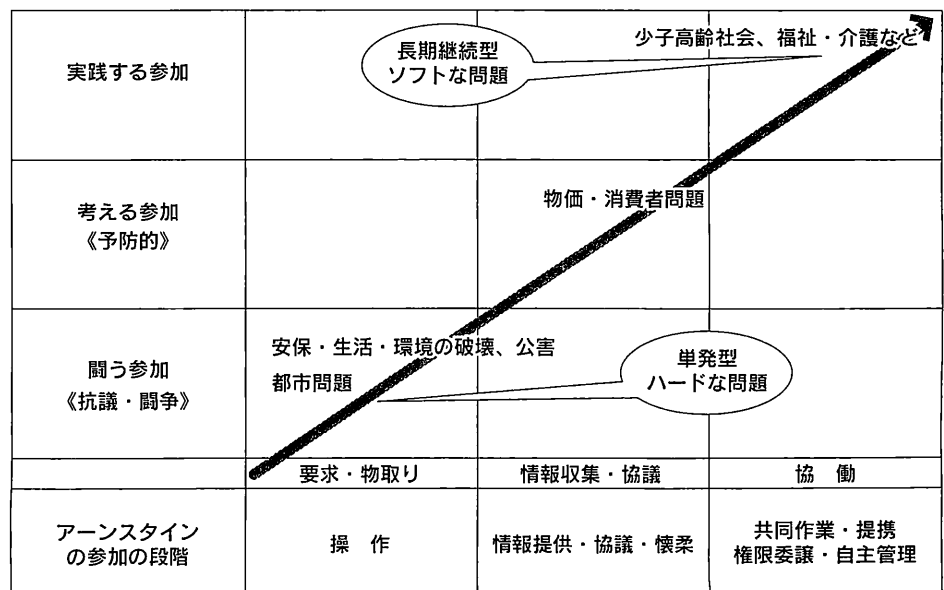 実践する参加
長期継続型
ソフトな問題
少子高齢社会、福祉・介護など
考える参加
《予防的》
物価・消費者問題
闘う参加
《抗議・闘争》
安保・生活・環境の破壊、公害
都市問題
単発型
ハードな問題
要求・物取り
情報収集・協議
協 働
アーンスタイン
の参加の段階
操 作
情報提供・協議・懐柔
共同作業・提携
権限委譲・自主管理